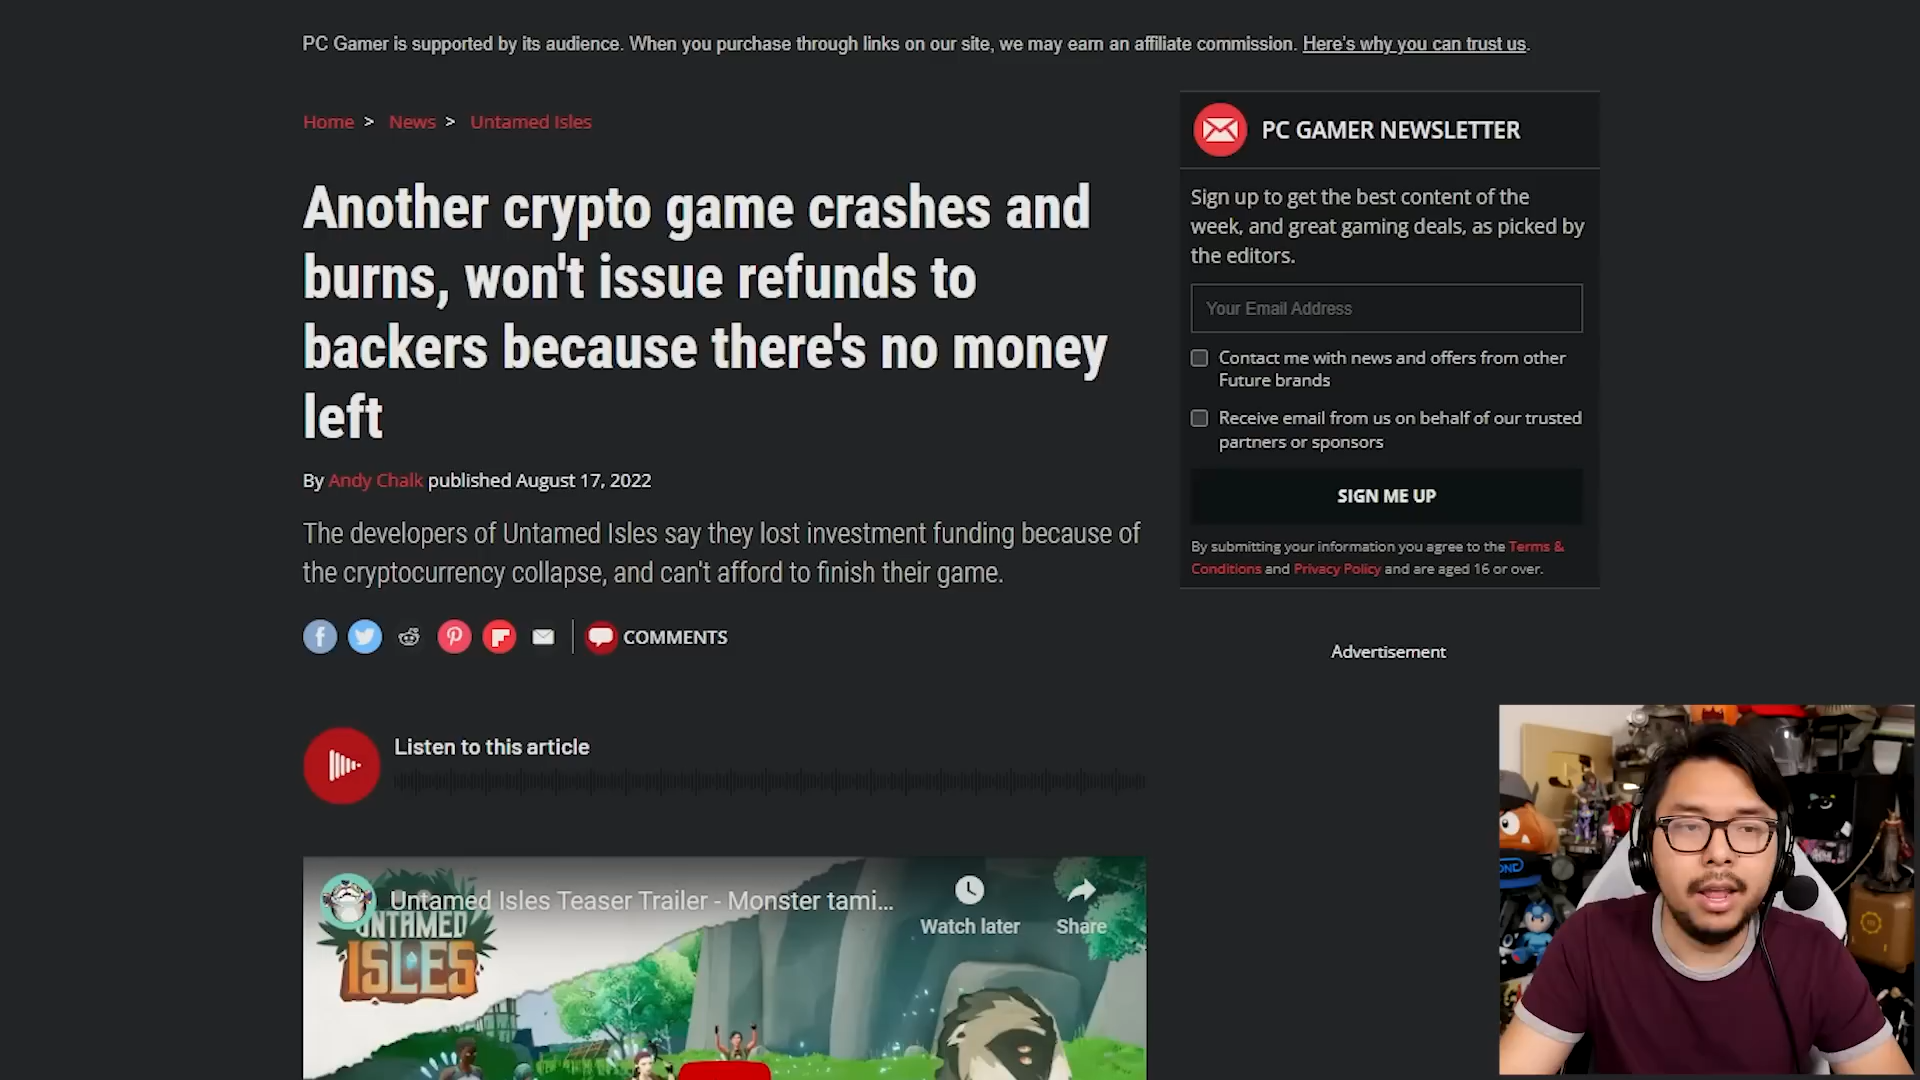 PC Gamer is supported by its audience. When you purchase through links on our site, we may earn an affiliate commission. Here's why you can trust us.
Home > News > Untamed Isles
Another crypto game crashes and
burns, won't issue refunds to
backers because there's no money
left
By Andy Chalk published August 17, 2022
The developers of Untamed Isles say they lost investment funding because of
the cryptocurrency collapse, and can't afford to finish their game.
COMMENTS
Listen to this article
Untamed Isles Teaser Trailer - Monster tami...
Watch later
Share
UNTAMED
ISLES
PC GAMER NEWSLETTER
Sign up to get the best content of the
week, and great gaming deals, as picked by
the editors.
Your Email Address
Contact me with news and offers from other
Future brands
Receive email from us on behalf of our trusted
partners or sponsors
SIGN ME UP
By submitting your information you agree to the Terms &
Conditions and Privacy Policy and are aged 16 or over.
Advertisement